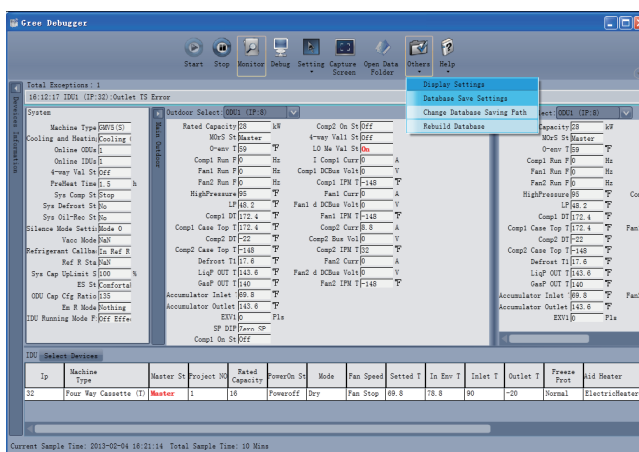 Gree Debugger
Start Stop Monitor Debug Setting Capture Screen Open Data Folder Others Help
Display Settings
Database Save Settings
Change Database Saving Path
Rebuild Database
Total Exceptions: 1
16:12:17 IDU1 (IP:32):Outlet TS Error
Devices Information
System
Machine Type GMVS(S)
Cooling and Heatin; Cooling
Online ODUs 1
Online IDUs 1
4-way Val St Off
PreHeat Time 1.5 h
Sys Comp St Stop
Sys Defrost St No
Sys Oil-Rec St No
Silence Mode Settin Mode 0
Vacc Mode NaN
Refrigerant Callba: In Ref R
Ref R Sta NaN
Sys Cap UpLimit S 100 %
ES St Comfortal
ODU Cap Cfg Ratio 135
Em R Mode Nothing
IDU Running Mode F: Off Effe
Main Outdoor
Outdoor Select: ODU1 (IP:8)
Rated Capacity 28 kW Comp2 On St Off
MOrS St Master 4-way Val1 St Off
O-env T 59 ℉ LO Me Val St On
Comp1 Run F 0 Hz I Comp1 Curr 0 A
Fan1 Run F 0 Hz Comp1 DCBus Volt 0 V
Fan2 Run F 0 Hz Comp1 IPM T -148 ℉
HighPressure 95 ℉ Fan1 Curr 0 A
LP 48.2 ℉ Fan1 d DCBus Volt 0 V
Comp1 DT 172.4 ℉ Fan1 IPM T -148 ℉
Comp1 Case Top T 172.4 ℉ Comp2 Curr 8.8 A
Comp2 DT -22 ℉ Comp2 Bus Vol 0 V
Comp2 Case Top T -148 ℉ Comp2 IPM T 32 ℉
Defrost T1 17.6 ℉ Fan2 Curr 0 A
LiqP OUT T 143.6 ℉ Fan2 d DCBus Volt 0 V
GasP OUT T 140 ℉ Fan2 IPM T -148 ℉
Accumulator Inlet 69.8 ℉
Accumulator Outlet 143.6 ℉
EXV1 0 Pls
SP DIP Zero SP
Comp1 On St Off
ect: ODU1 (IP:8)
Capacity 28 kW
MOrS St Master
O-env T 59 ℉
Comp1 Run F 0 Hz
Fan1 Run F 0 Hz
Fan2 Run F 0 Hz
HighPressure 95 ℉ Co
LP 48.2 ℉
Comp1 DT 172.4 ℉
Comp1 Case Top T 172.4 ℉ Fan
Comp2 DT -22 ℉
Comp2 Case Top T -148 ℉
Defrost T1 17.6 ℉
LiqP OUT T 143.6 ℉
GasP OUT T 140 ℉
Accumulator Inlet 69.8 ℉ Fan
Accumulator Outlet 143.6 ℉
EXV1 0 Pls
IDU Select Devices
Ip Machine Type Master St Project NO Rated Capacity PowerOn St Mode Fan Speed Setted T In Env T Inlet T Outlet T Freeze Prot Aid Heater
32 Four Way Cassette (T) Master 1 16 Poweroff Dry Fan Stop 69.8 78.8 90 -20 Normal ElectricHeater
Current Sample Time: 2013-02-04 16:21:14 Total Sample Time: 10 Mins